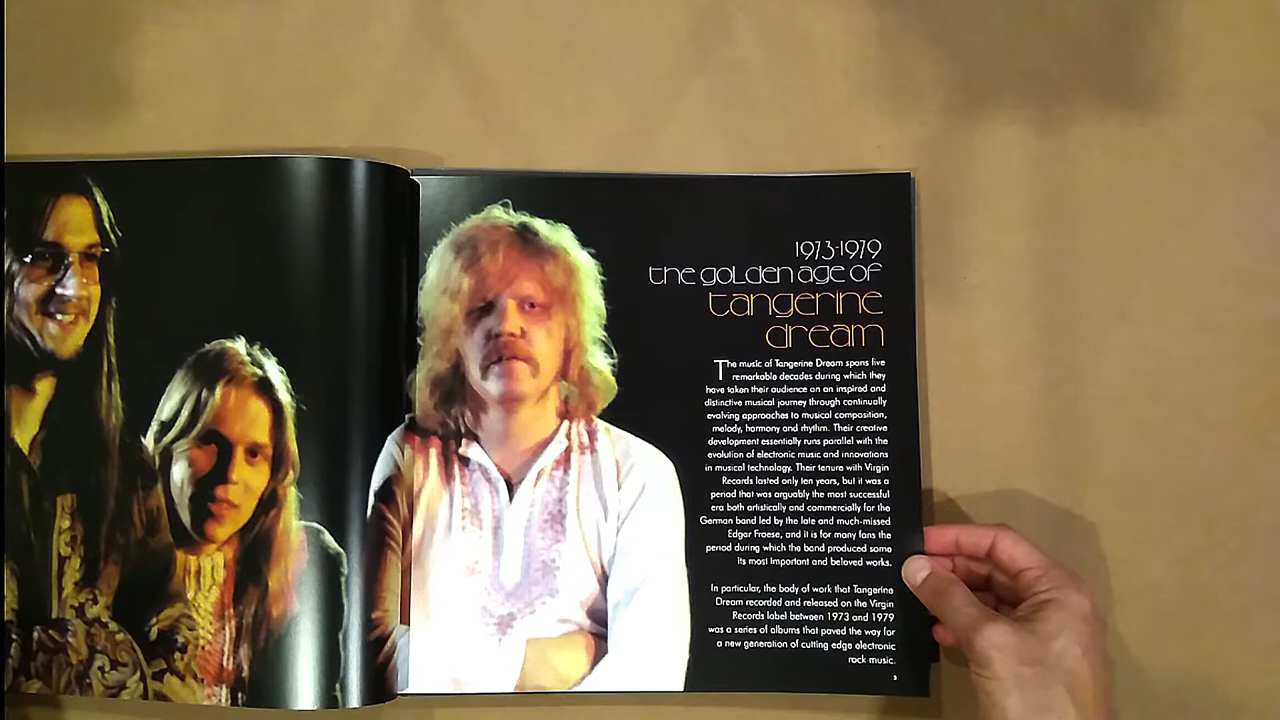 1973-1979
the golden age of
tangerine
dream
The music of Tangerine Dream spans five
remarkable decades during which they
have taken their audience on an inspired and
distinctive musical journey through continually
evolving approaches to musical composition,
melody, harmony and rhythm. Their creative
development essentially runs parallel with the
evolution of electronic music and innovations
in musical technology. Their tenure with Virgin
Records lasted only ten years, but it was a
period that was arguably the most successful
era both artistically and commercially for the
German band led by the late and much-missed
Edgar Froese, and it is for many fans the
period during which the band produced some
its most important and beloved works.
In particular, the body of work that Tangerine
Dream recorded and released on the Virgin
Records label between 1973 and 1979
was a series of albums that paved the way for
a new generation of cutting edge electronic
rock music.